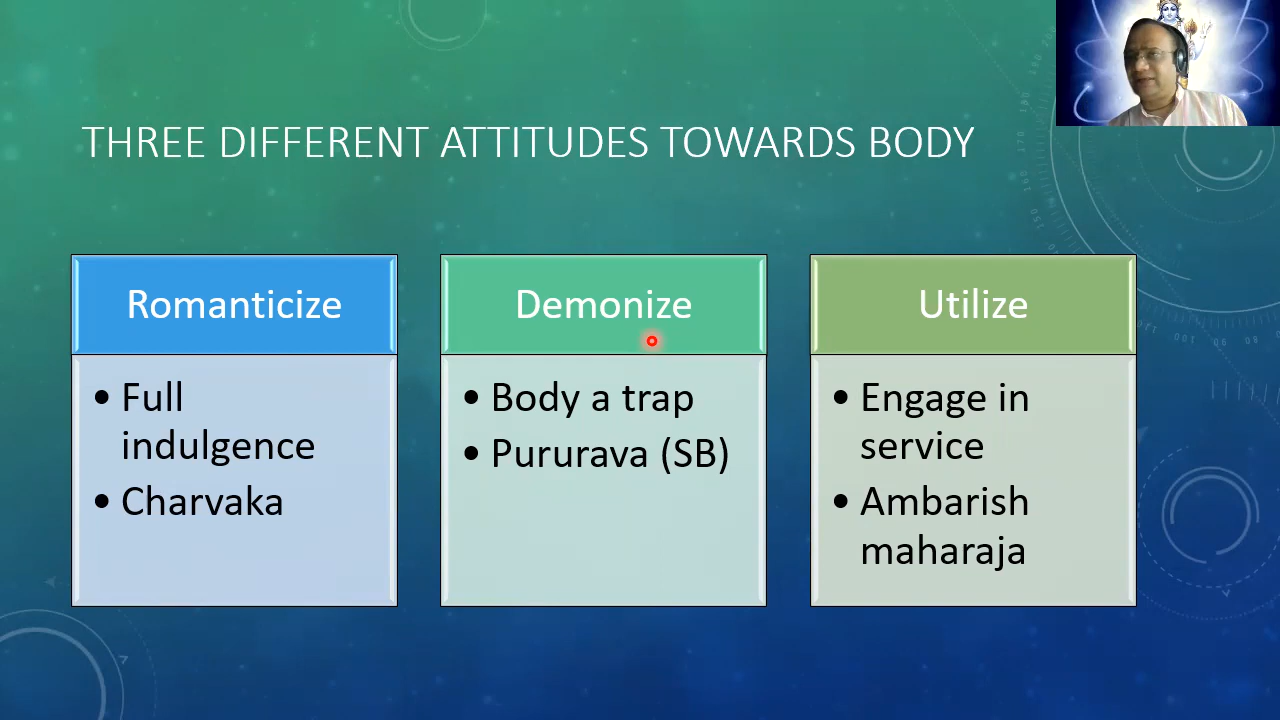 THREE DIFFERENT ATTITUDES TOWARDS BODY
Romanticize
• Full
indulgence
• Charvaka
Demonize
• Body a trap
• Pururava (SB)
Utilize
• Engage in
service
• Ambarish
maharaja